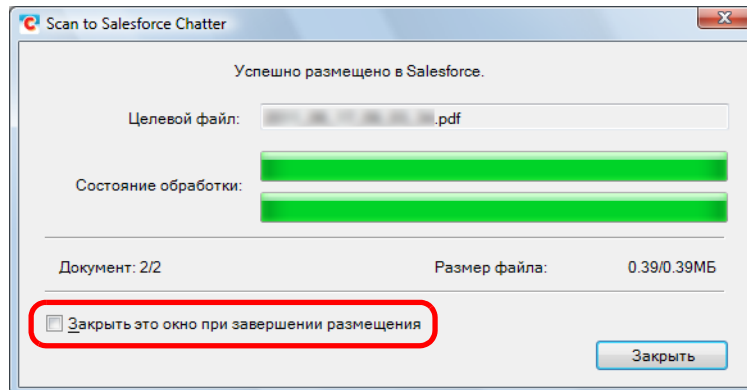 Scan to Salesforce Chatter
Успешно размещено в Salesforce.
Целевой файл: .pdf
Состояние обработки:
Документ: 2/2 Размер файла: 0.39/0.39МБ
Закрыть это окно при завершении размещения
Закрыть